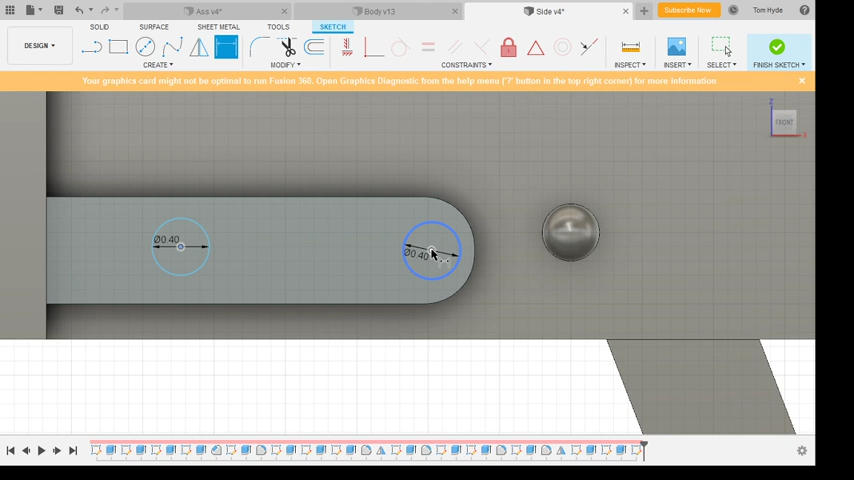 Ass v4*
Body v13
Side v4*
Subscribe Now
Tom Hyde
SOLID
SURFACE
SHEET METAL
TOOLS
SKETCH
DESIGN
CREATE
MODIFY
CONSTRAINTS
INSPECT
INSERT
SELECT
FINISH SKETCH
Your graphics card might not be optimal to run Fusion 360. Open Graphics Diagnostic from the help menu ('?' button in the top right corner) for more information
Z
FRONT
X
Ø0.40
Ø0.40